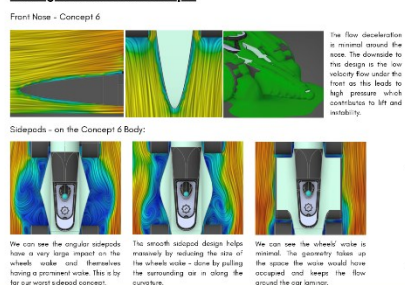 Front Nose - Concept 6
The flow deceleration
is minimal around the
nose. The downside to
this design is the low
velocity flow under the
front as this leads to
high pressure which
contributes to lift and
instability.
Sidepods - on the Concept 6 Body:
We can see the angular sidepods
have a very large impact on the
wheels wake and themselves
having a prominent wake. This is by
far our worst sidepod concept.
The smooth sidepod design helps
massively by reducing the size of
the wheels wake - done by pulling
the surrounding air in along the
curvature.
We can see the wheels' wake is
minimal. The geometry takes up
the space the wake would have
occupied and keeps the flow
around the car laminar.